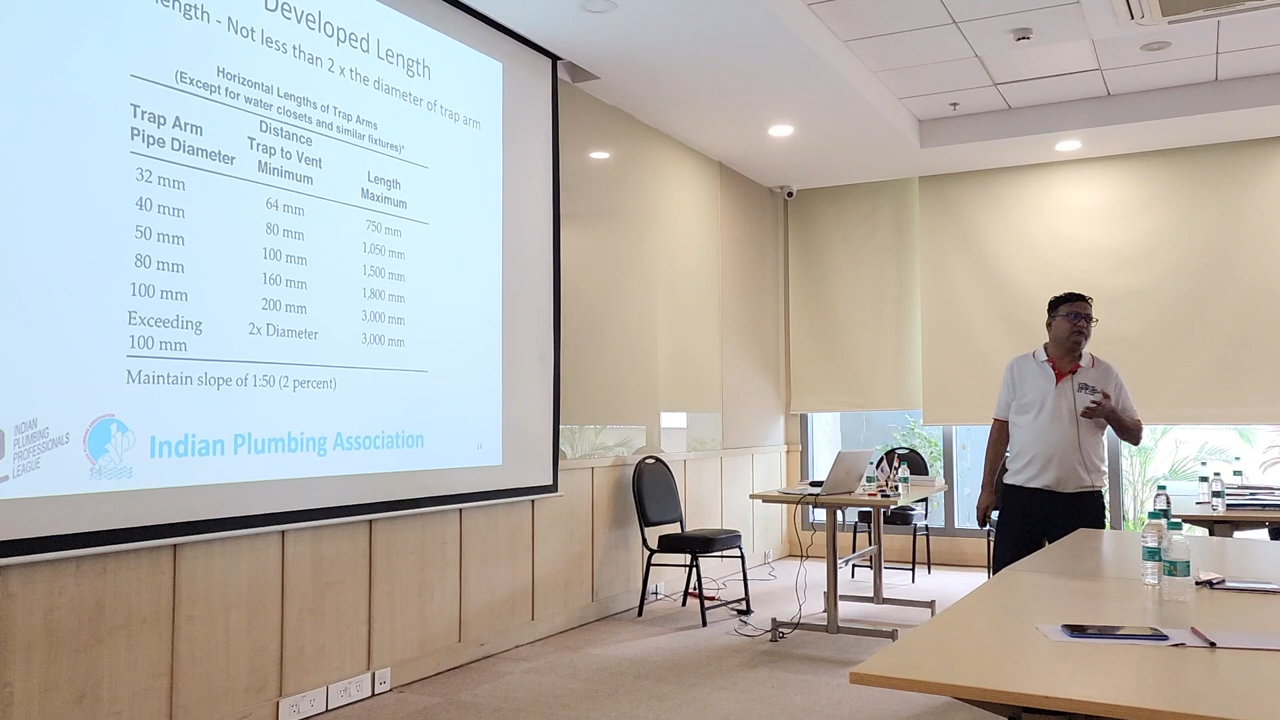 Developed Length
length - Not less than 2 x the diameter of trap arm
Horizontal Lengths of Trap Arms
(Except for water closets and similar fixtures)*
Trap Arm Pipe Diameter Distance Trap to Vent Minimum Length Maximum
32 mm 64 mm 750 mm
40 mm 80 mm 1,050 mm
50 mm 100 mm 1,500 mm
80 mm 160 mm 1,800 mm
100 mm 200 mm 3,000 mm
Exceeding 100 mm 2x Diameter 3,000 mm
Maintain slope of 1:50 (2 percent)
INDIAN
PLUMBING
PROFESSIONALS
LEAGUE
Indian Plumbing Association